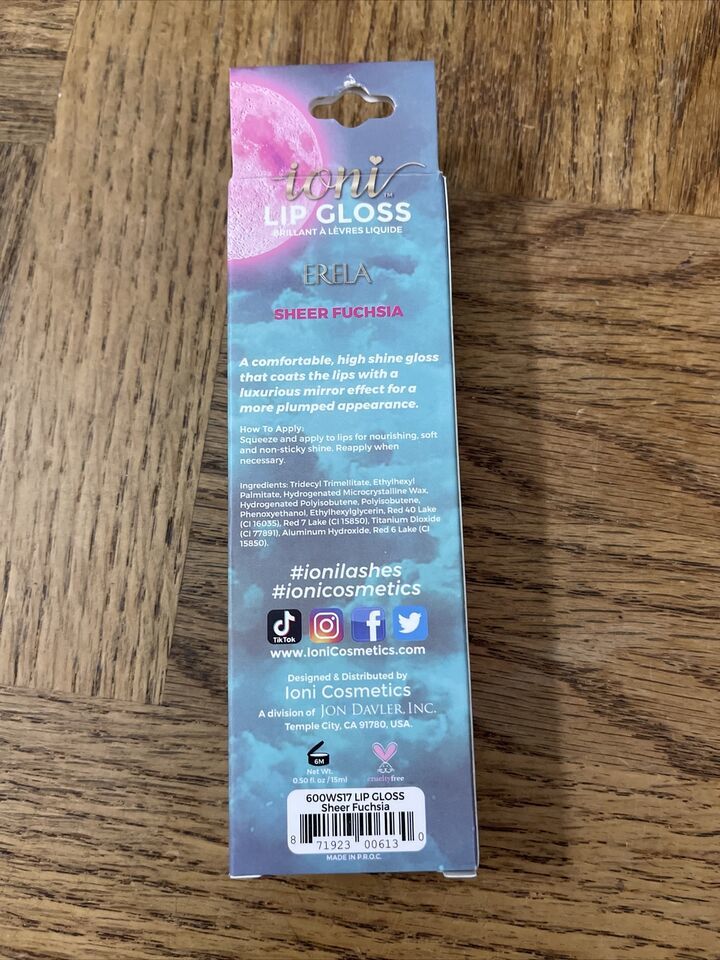 ioni™
LIP GLOSS
BRILLANT À LÈVRES LIQUIDE
ERELA
SHEER FUCHSIA
A comfortable, high shine gloss
that coats the lips with a
luxurious mirror effect for a
more plumped appearance.
How To Apply:
Squeeze and apply to lips for nourishing, soft
and non-sticky shine. Reapply when
necessary.
Ingredients: Tridecyl Trimellitate, Ethylhexyl
Palmitate, Hydrogenated Microcrystalline Wax,
Hydrogenated Polyisobutene, Polyisobutene,
Phenoxyethanol, Ethylhexylglycerin, Red 40 Lake
(CI 16035), Red 7 Lake (CI 15850), Titanium Dioxide
(CI 77891), Aluminum Hydroxide, Red 6 Lake (CI
15850).
#ionilashes
#ionicosmetics
TikTok
www.IoniCosmetics.com
Designed & Distributed by
Ioni Cosmetics
A division of JON DAVLER, INC.
Temple City, CA 91780, USA.
6M
Net Wt.
0.50 fl. oz / 15ml
crueltyfree
600WS17 LIP GLOSS
Sheer Fuchsia
8 71923 00613 0
MADE IN P.R.O.C.